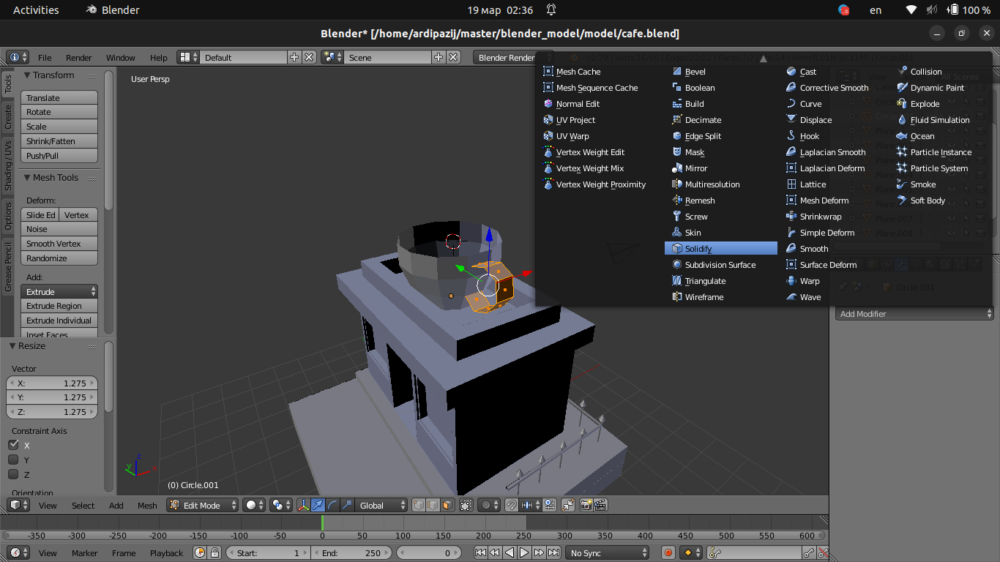 Activities Blender 19 мар 02:36 en 100 %
Blender* [/home/ardipazij/master/blender_model/model/cafe.blend]
File Render Window Help Default Scene Blender Render
Tools
Create
Shading / UVs
Options
Grease Pencil
Transform
Translate
Rotate
Scale
Shrink/Fatten
Push/Pull
Mesh Tools
Deform:
Slide Ed Vertex
Noise
Smooth Vertex
Randomize
Add:
Extrude
Extrude Region
Extrude Individual
Inset Faces
Resize
Vector
X: 1.275
Y: 1.275
Z: 1.275
Constraint Axis
X
Y
Z
Orientation
User Persp
(0) Circle.001
z
y
x
Mesh Cache
Mesh Sequence Cache
Normal Edit
UV Project
UV Warp
Vertex Weight Edit
Vertex Weight Mix
Vertex Weight Proximity
Bevel
Boolean
Build
Decimate
Edge Split
Mask
Mirror
Multiresolution
Remesh
Screw
Skin
Solidify
Subdivision Surface
Triangulate
Wireframe
Cast
Corrective Smooth
Curve
Displace
Hook
Laplacian Smooth
Laplacian Deform
Lattice
Mesh Deform
Shrinkwrap
Simple Deform
Smooth
Surface Deform
Warp
Wave
Collision
Dynamic Paint
Explode
Fluid Simulation
Ocean
Particle Instance
Particle System
Smoke
Soft Body
View All Scenes
Plane.007
Plane.008
Circle.001
Add Modifier
View Select Add Mesh Edit Mode Global
-350 -300 -250 -200 -150 -100 -50 0 50 100 150 200 250 300 350 400 450 500 550 600
View Marker Frame Playback Start: 1 End: 250 0 No Sync